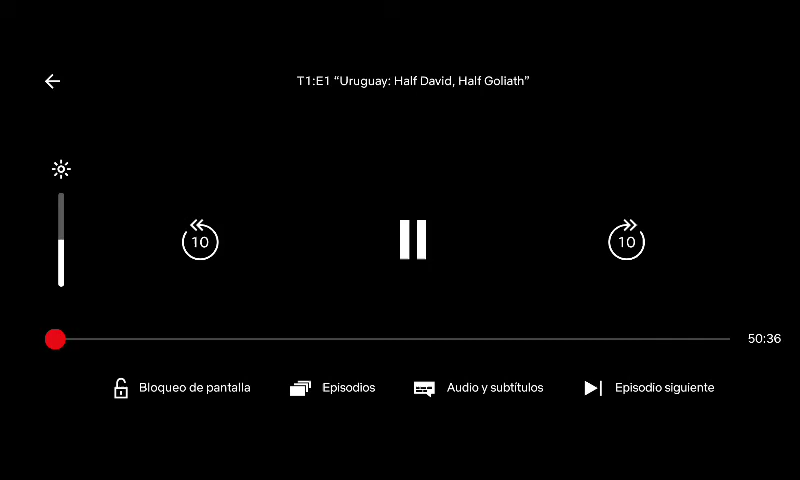 T1:E1 “Uruguay: Half David, Half Goliath”
10
10
50:36
Bloqueo de pantalla
Episodios
Audio y subtítulos
Episodio siguiente